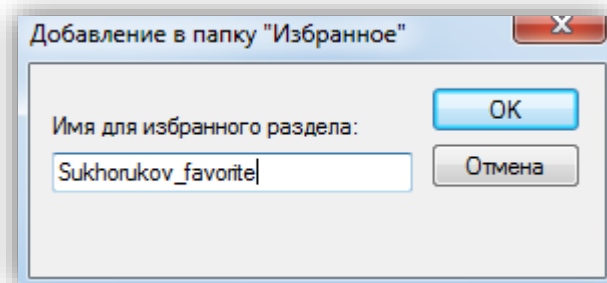 Добавление в папку "Избранное"
Имя для избранного раздела:
OK
Sukhorukov_favorite
Отмена